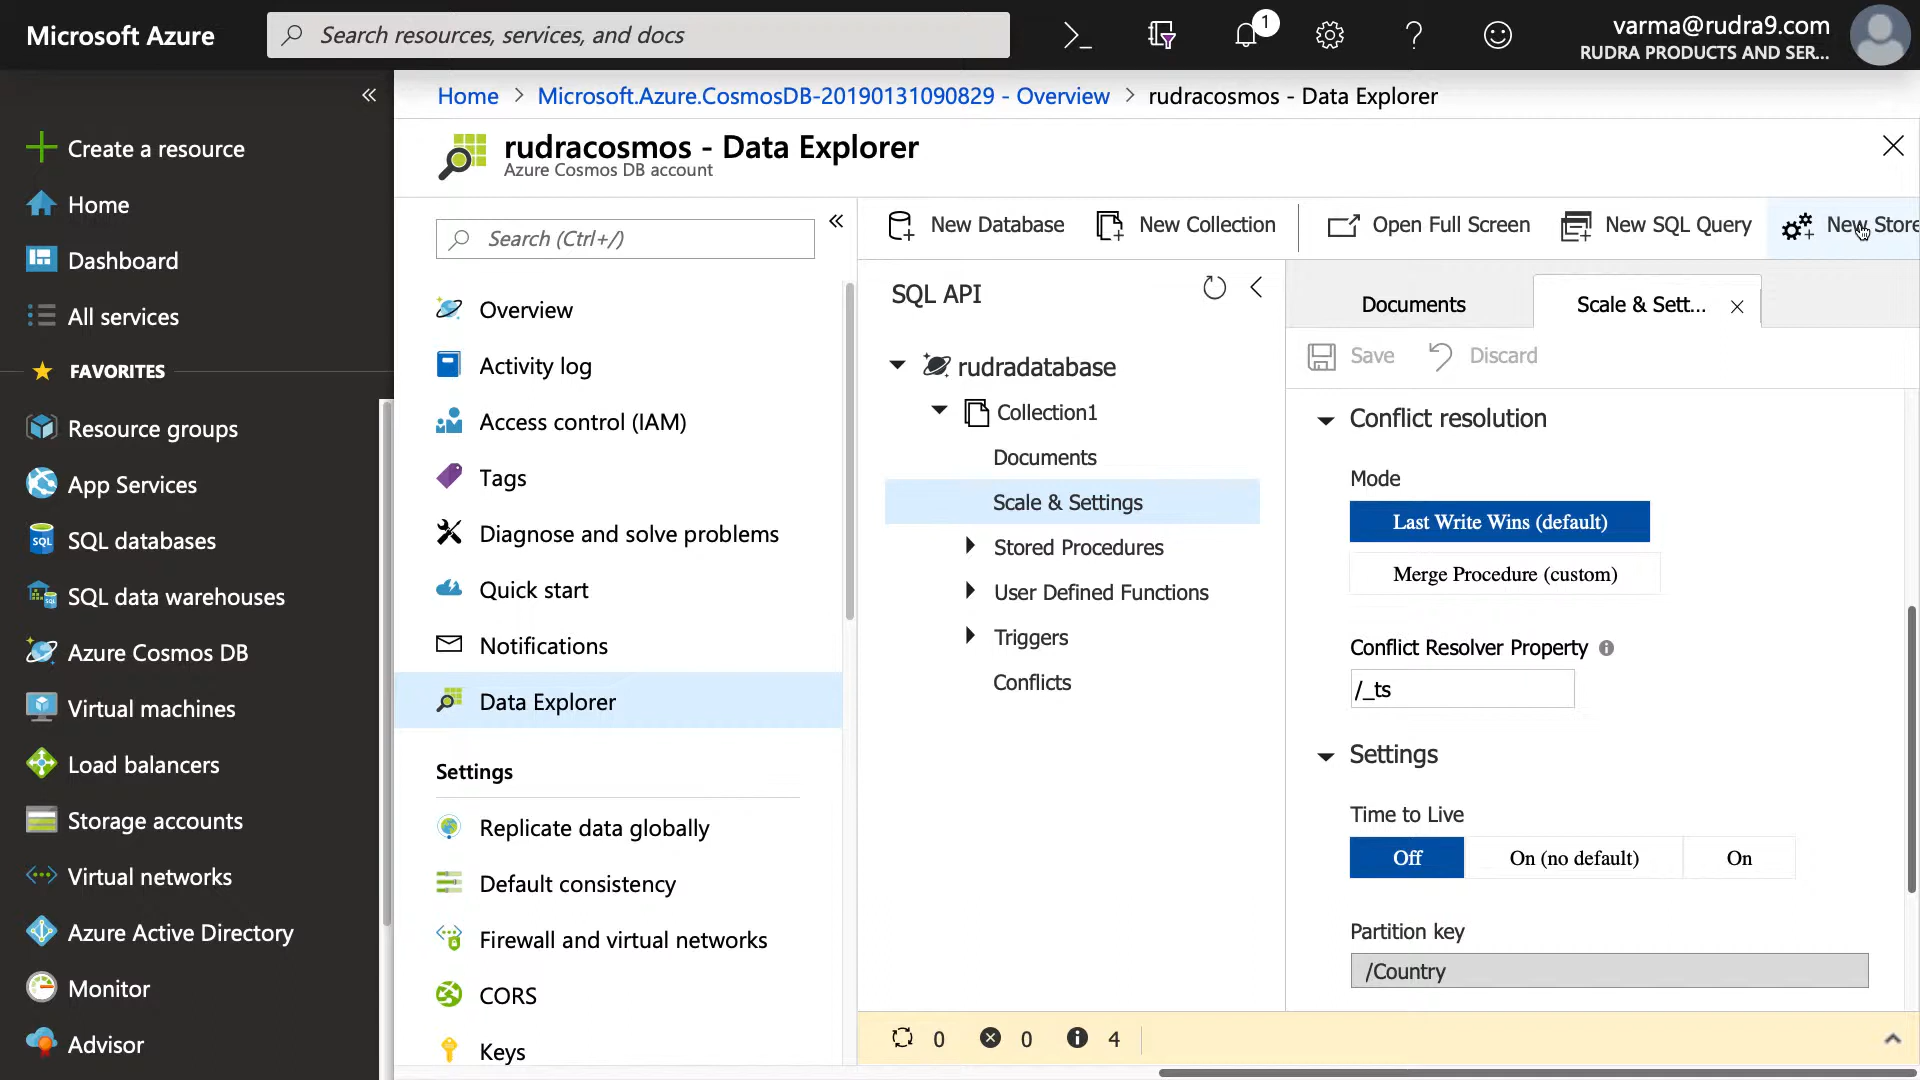 Microsoft Azure
Search resources, services, and docs
1
varma@rudra9.com
RUDRA PRODUCTS AND SER...
Create a resource
Home
Dashboard
All services
FAVORITES
Resource groups
App Services
SQL databases
SQL data warehouses
Azure Cosmos DB
Virtual machines
Load balancers
Storage accounts
Virtual networks
Azure Active Directory
Monitor
Advisor
Home > Microsoft.Azure.CosmosDB-20190131090829 - Overview > rudracosmos - Data Explorer
rudracosmos - Data Explorer
Azure Cosmos DB account
Search (Ctrl+/)
Overview
Activity log
Access control (IAM)
Tags
Diagnose and solve problems
Quick start
Notifications
Data Explorer
Settings
Replicate data globally
Default consistency
Firewall and virtual networks
CORS
Keys
New Database
New Collection
Open Full Screen
New SQL Query
New Store
SQL API
rudradatabase
Collection1
Documents
Scale & Settings
Stored Procedures
User Defined Functions
Triggers
Conflicts
Documents
Scale & Sett...
Save
Discard
Conflict resolution
Mode
Last Write Wins (default)
Merge Procedure (custom)
Conflict Resolver Property
/_ts
Settings
Time to Live
Off
On (no default)
On
Partition key
/Country
0
0
4